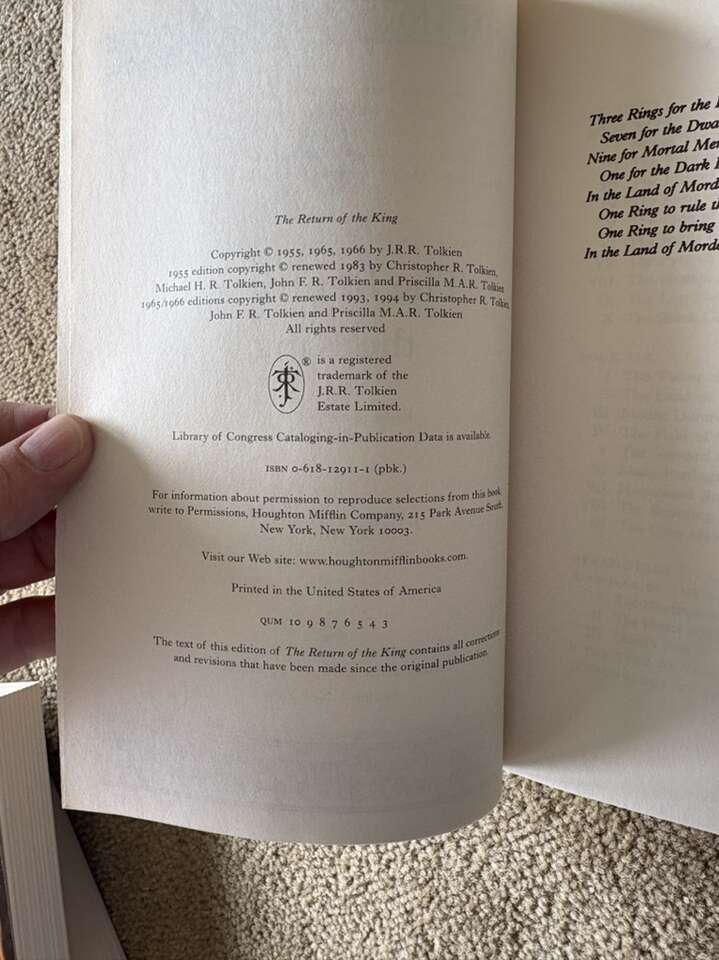 The Return of the King
Copyright © 1955, 1965, 1966 by J.R.R. Tolkien
1955 edition copyright © renewed 1983 by Christopher R. Tolkien,
Michael H. R. Tolkien, John F. R. Tolkien and Priscilla M.A.R. Tolkien
1965/1966 editions copyright © renewed 1993, 1994 by Christopher R. Tolkien,
John F. R. Tolkien and Priscilla M.A.R. Tolkien
All rights reserved
® is a registered
trademark of the
J.R.R. Tolkien
Estate Limited.
Library of Congress Cataloging-in-Publication Data is available.
ISBN 0-618-12911-1 (pbk.)
For information about permission to reproduce selections from this book
write to Permissions, Houghton Mifflin Company, 215 Park Avenue South,
New York, New York 10003.
Visit our Web site: www.houghtonmifflinbooks.com.
Printed in the United States of America
QUM 10 9 8 7 6 5 4 3
The text of this edition of The Return of the King contains all corrections
and revisions that have been made since the original publication.
Three Rings for the
Seven for the
Nine for Mortal
One for the Dark
In the Land of
One Ring to rule
One Ring to bring
In the Land of